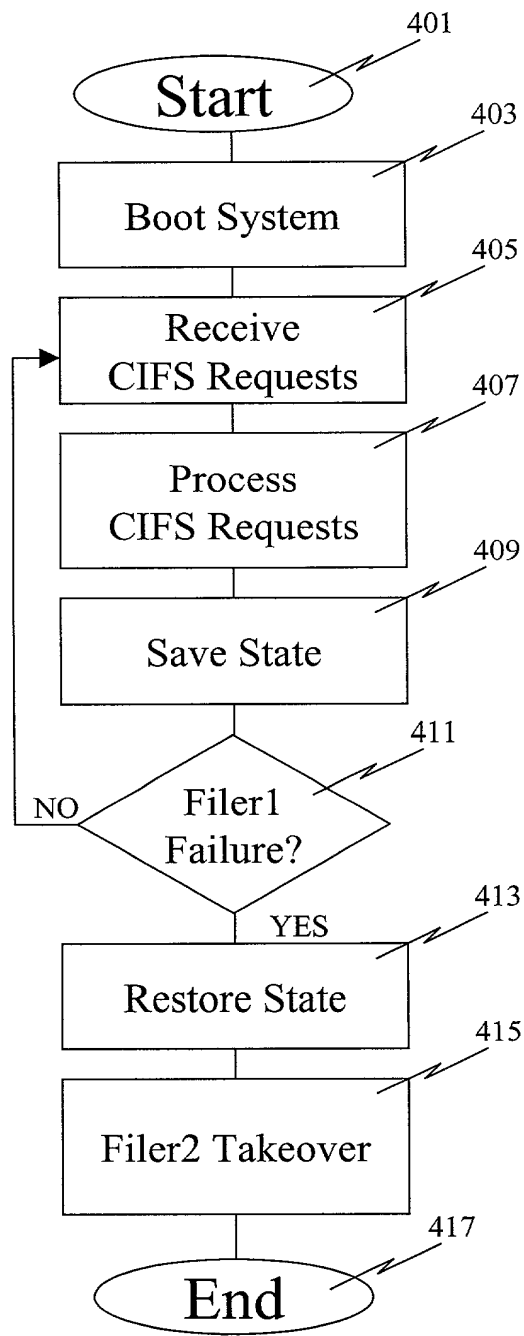 401
Start
403
Boot System
405
Receive
CIFS Requests
407
Process
CIFS Requests
409
Save State
411
Filer1
Failure?
NO
YES
413
Restore State
415
Filer2 Takeover
417
End